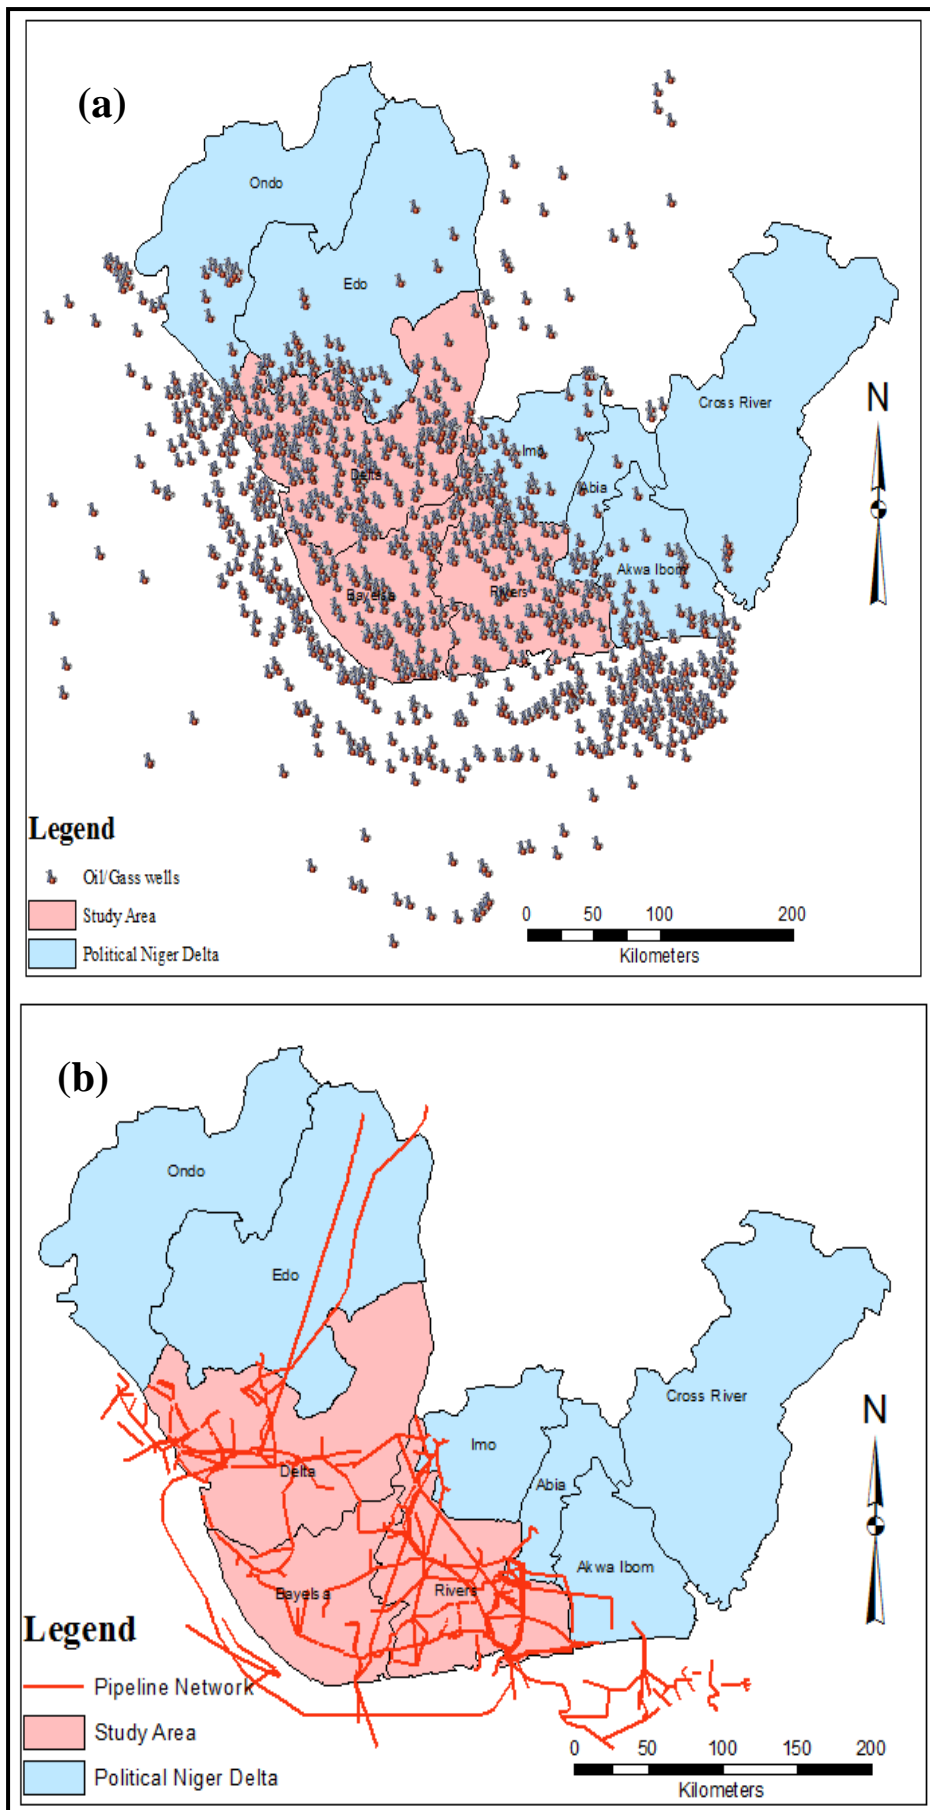 (a)
Ondo
Edo
Cross River
N
Imo
Delta
Abia
Akwa Ibom
Bayelsa
Rivers
Legend
Oil/Gass wells
Study Area
Political Niger Delta
0 50 100 200
Kilometers
(b)
Ondo
Edo
Cross River
N
Imo
Delta
Abia
Akwa Ibom
Bayelsa
Rivers
Legend
Pipeline Network
Study Area
Political Niger Delta
0 50 100 150 200
Kilometers